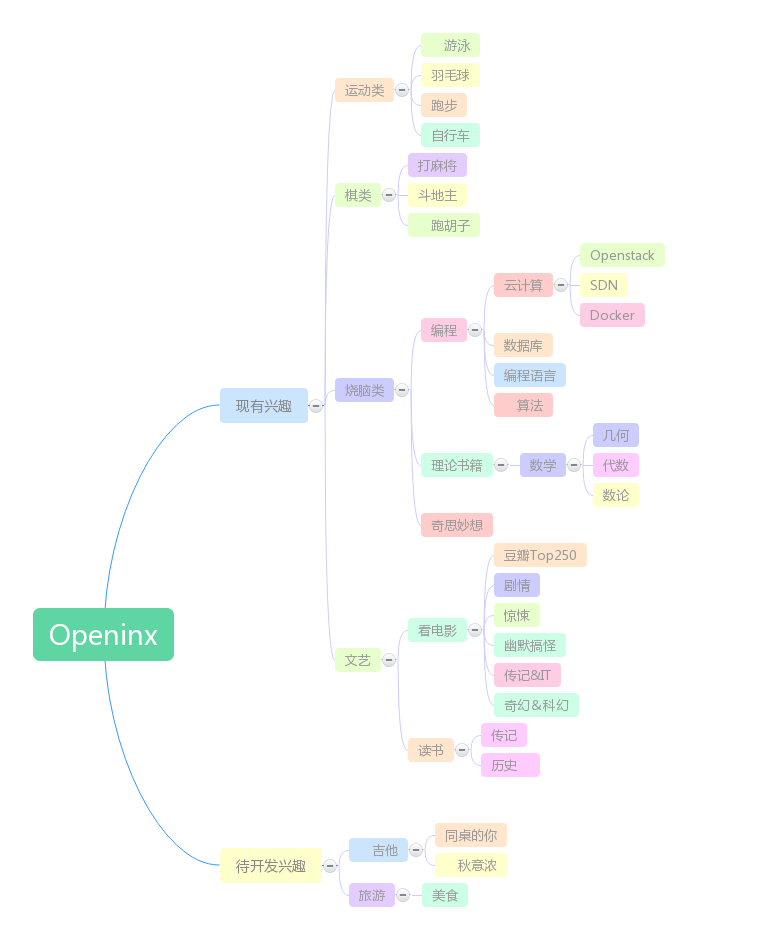 游泳
羽毛球
运动类
跑步
自行车
打麻将
棋类
斗地主
跑胡子
Openstack
云计算
SDN
Docker
编程
数据库
编程语言
烧脑类
算法
现有兴趣
几何
理论书籍
数学
代数
数论
奇思妙想
豆瓣Top250
剧情
惊悚
看电影
幽默搞怪
Openinx
文艺
传记&IT
奇幻&科幻
传记
读书
历史
同桌的你
吉他
待开发兴趣
秋意浓
旅游
美食